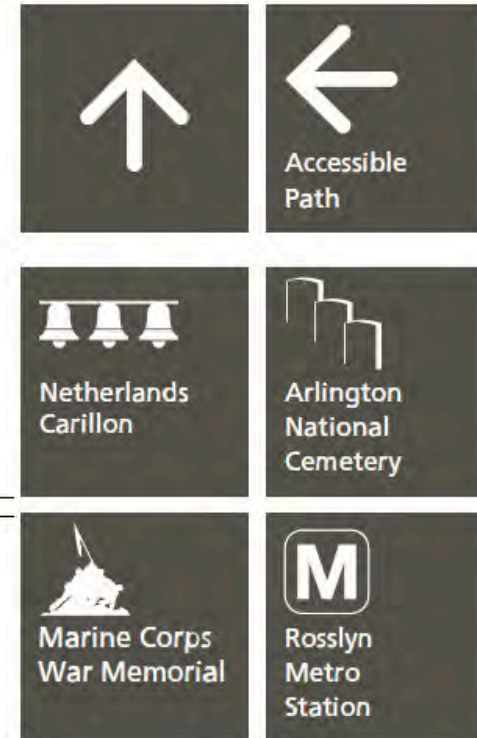 Accessible
Path
Netherlands
Carillon
Arlington
National
Cemetery
Marine Corps
War Memorial
M
Rosslyn
Metro
Station